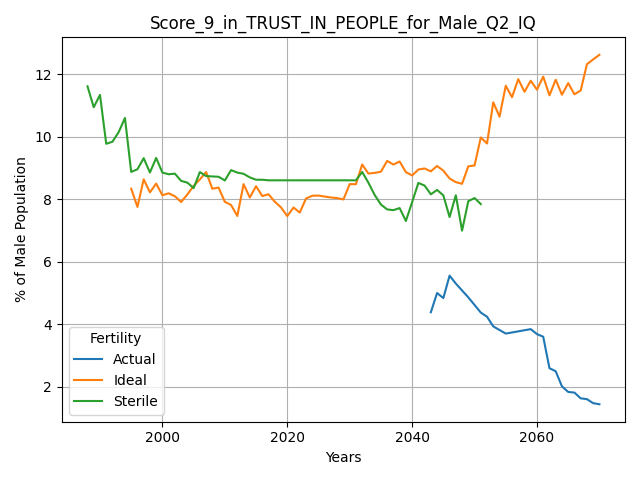 Score_9_in_TRUST_IN_PEOPLE_for_Male_Q2_IQ
% of Male Population
12
10
8
6
4
2
Fertility
Actual
Ideal
Sterile
2000
2020
2040
2060
Years